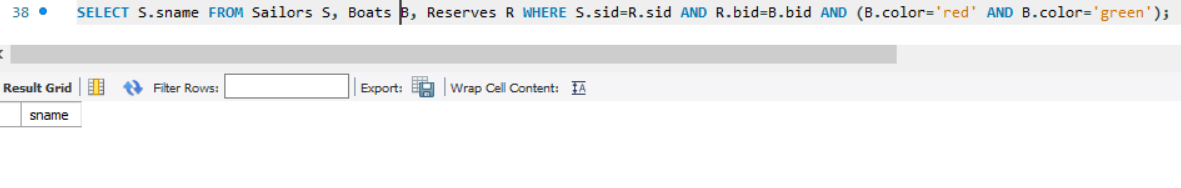 38 SELECT S.sname FROM Sailors S, Boats B, Reserves R WHERE S.sid=R.sid AND R.bid=B.bid AND (B.color='red' AND B.color='green');
Result Grid Filter Rows: Export: Wrap Cell Content: IA
sname